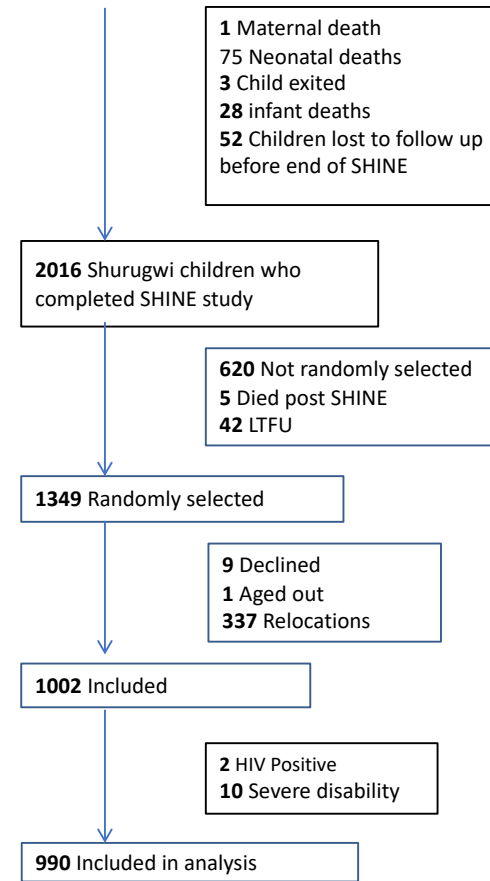 1 Maternal death
75 Neonatal deaths
3 Child exited
28 infant deaths
52 Children lost to follow up
before end of SHINE
2016 Shurugwi children who
completed SHINE study
620 Not randomly selected
5 Died post SHINE
42 LTFU
1349 Randomly selected
9 Declined
1 Aged out
337 Relocations
1002 Included
2 HIV Positive
10 Severe disability
990 Included in analysis